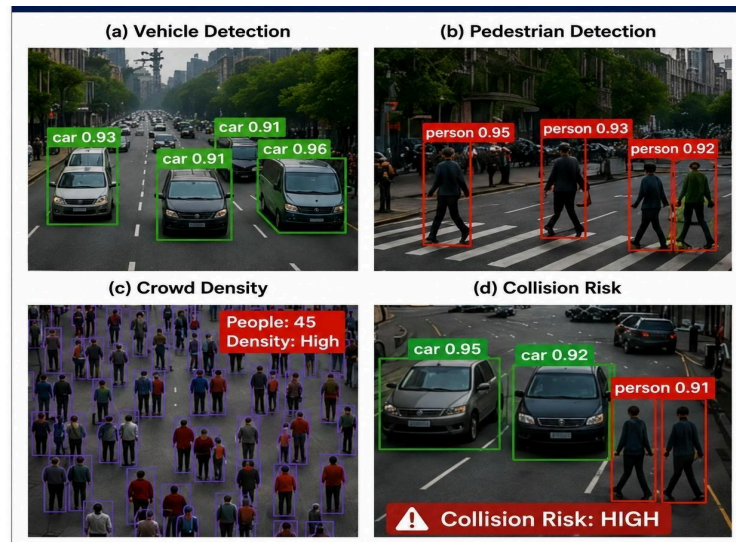 (a) Vehicle Detection
(b) Pedestrian Detection
car 0.93
car 0.91
car 0.91
car 0.96
person 0.95
person 0.93
person 0.92
(c) Crowd Density
(d) Collision Risk
People: 45
Density: High
car 0.95
car 0.92
person 0.91
Collision Risk: HIGH